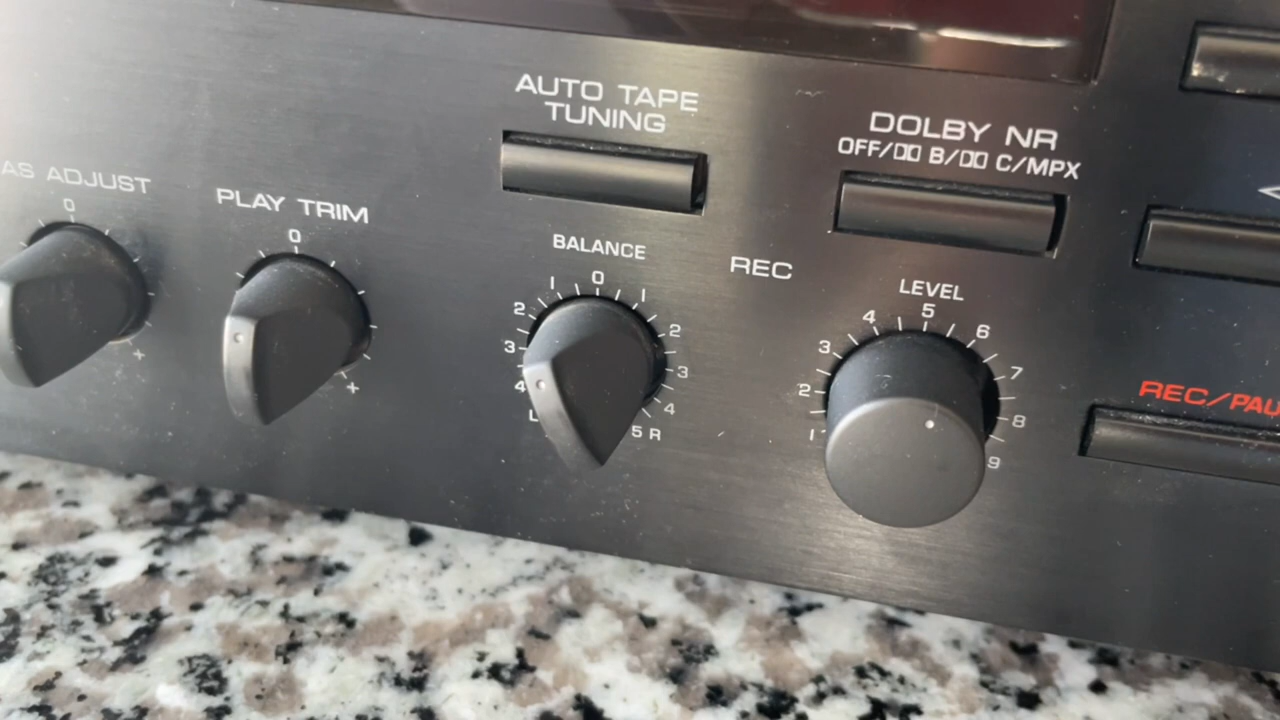 AUTO TAPE
TUNING
DOLBY NR
OFF/ B/ C/MPX
AS ADJUST
0
+
PLAY TRIM
0
+
BALANCE
0
1 1
2 2
3 3
4 4
L 5 R
REC
LEVEL
1 2 3 4 5 6 7 8 9
REC/PAU